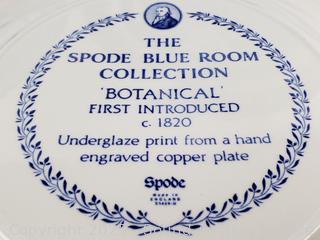 THE
SPODE BLUE ROOM
COLLECTION
'BOTANICAL'
FIRST INTRODUCED
c. 1820
Underglaze print from a hand
engraved copper plate
Spode
Made in
ENGLAND
Copyright